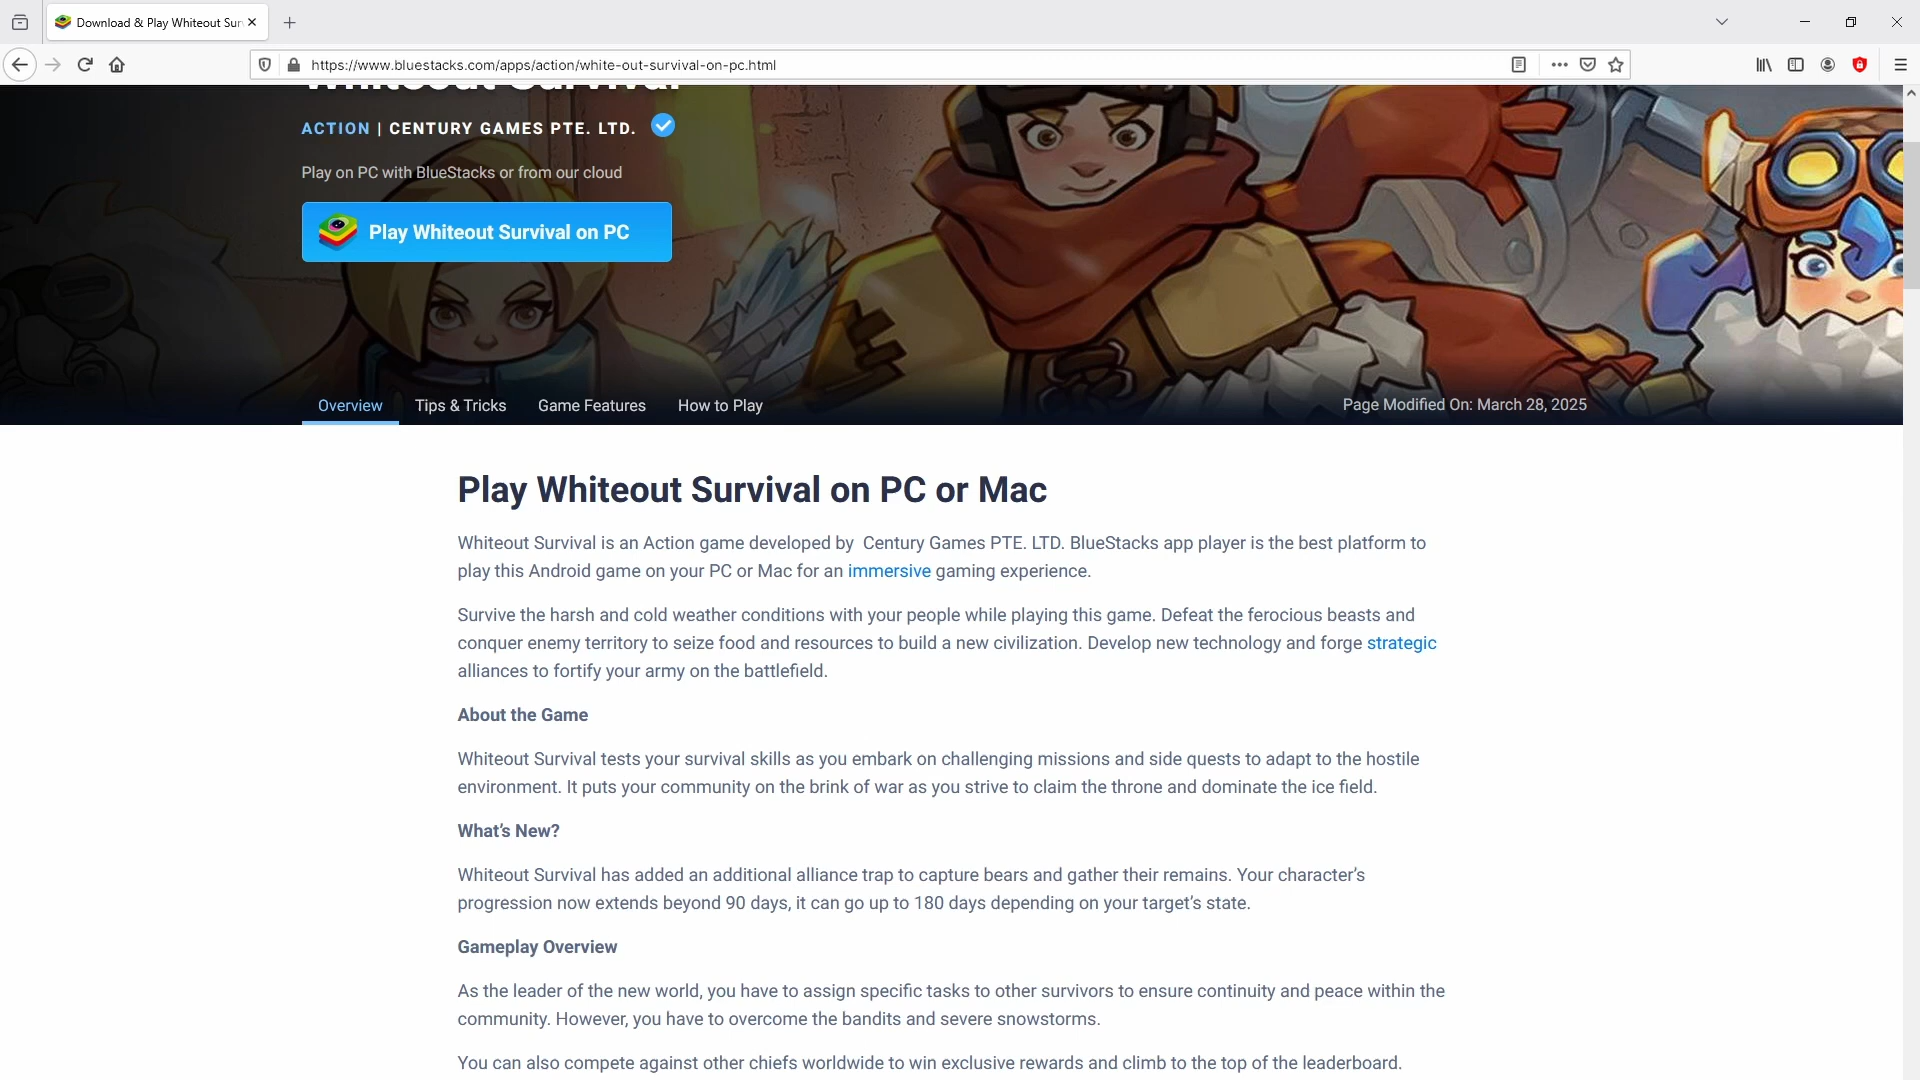 Download & Play Whiteout Sur
https://www.bluestacks.com/apps/action/white-out-survival-on-pc.html
Whiteout Survival
ACTION | CENTURY GAMES PTE. LTD.
Play on PC with BlueStacks or from our cloud
Play Whiteout Survival on PC
Overview Tips & Tricks Game Features How to Play Page Modified On: March 28, 2025
Play Whiteout Survival on PC or Mac
Whiteout Survival is an Action game developed by  Century Games PTE. LTD. BlueStacks app player is the best platform to
play this Android game on your PC or Mac for an immersive gaming experience.
Survive the harsh and cold weather conditions with your people while playing this game. Defeat the ferocious beasts and
conquer enemy territory to seize food and resources to build a new civilization. Develop new technology and forge strategic
alliances to fortify your army on the battlefield.
About the Game
Whiteout Survival tests your survival skills as you embark on challenging missions and side quests to adapt to the hostile
environment. It puts your community on the brink of war as you strive to claim the throne and dominate the ice field.
What's New?
Whiteout Survival has added an additional alliance trap to capture bears and gather their remains. Your character's
progression now extends beyond 90 days, it can go up to 180 days depending on your target's state.
Gameplay Overview
As the leader of the new world, you have to assign specific tasks to other survivors to ensure continuity and peace within the
community. However, you have to overcome the bandits and severe snowstorms.
You can also compete against other chiefs worldwide to win exclusive rewards and climb to the top of the leaderboard.